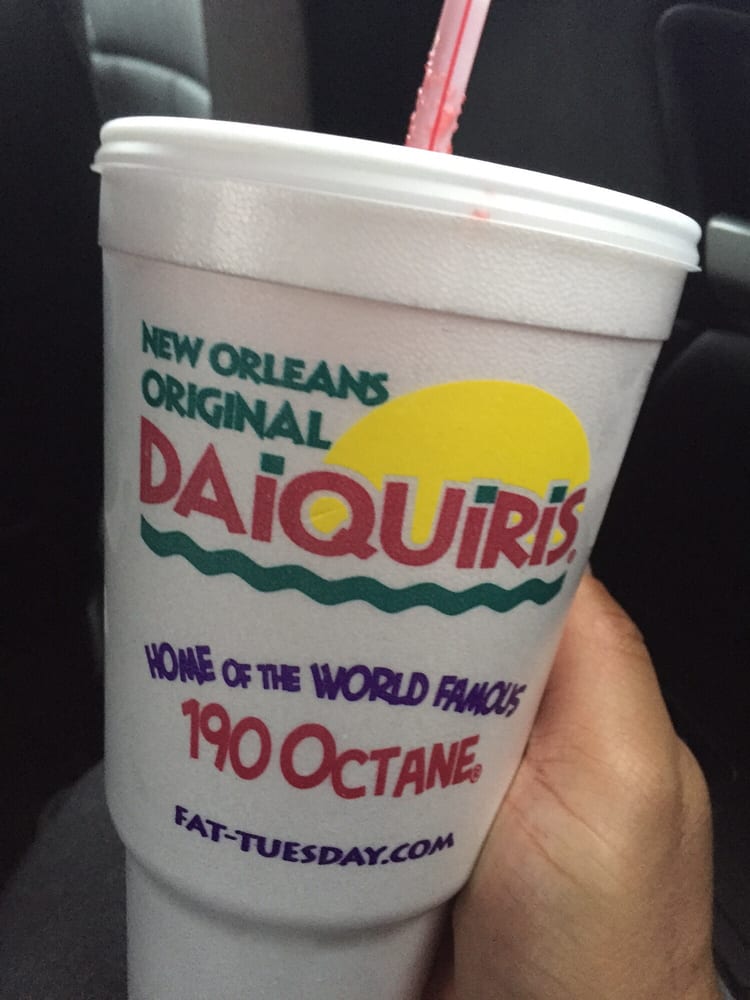 NEW ORLEANS
ORIGINAL
DAiQUiRiS.
HOME OF THE WORLD FAMOUS
190 OCTANE®
FAT-TUESDAY.COM